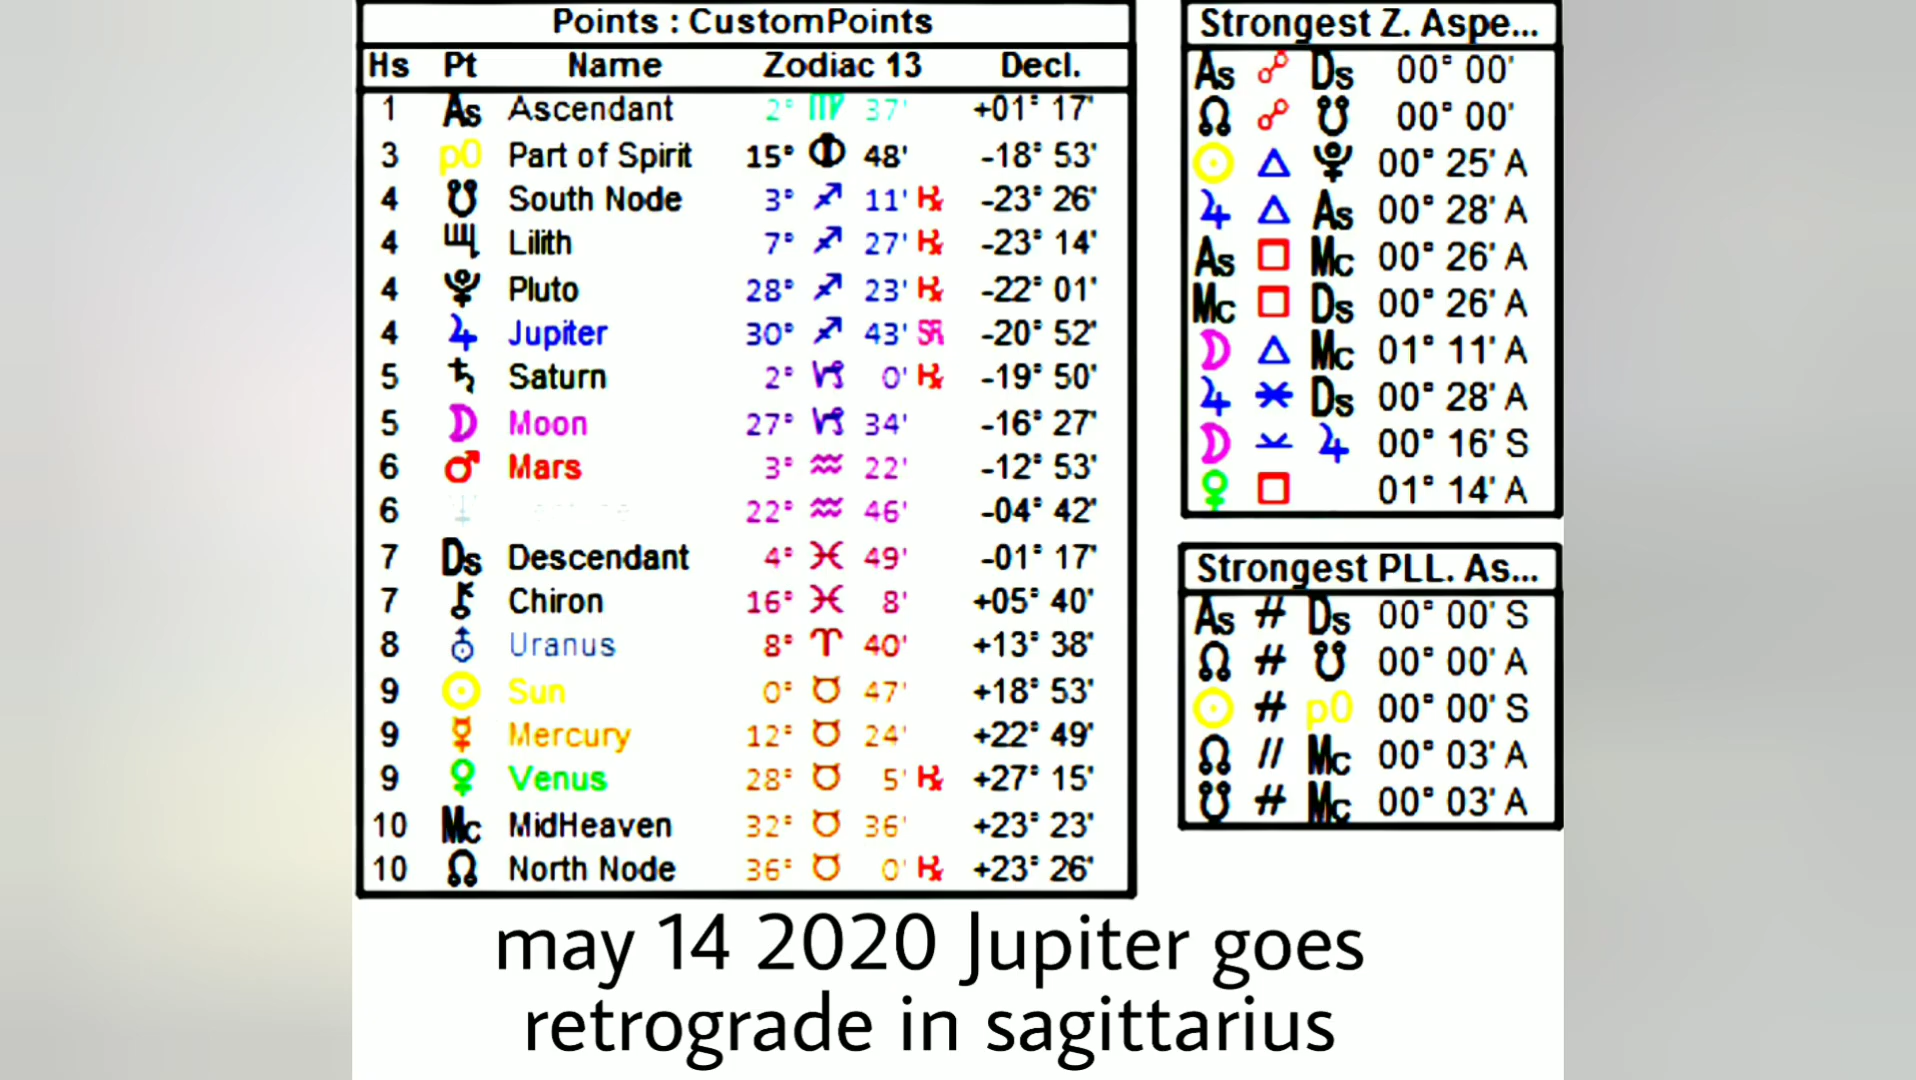 Points : CustomPoints
Hs Pt Name Zodiac 13 Decl.
1 As Ascendant 2° ♍ 37' +01° 17'
3 p0 Part of Spirit 15° 48' -18° 53'
4 ☋ South Node 3° ♐ 11' ℞ -23° 26'
4 Lilith 7° ♐ 27' ℞ -23° 14'
4 Pluto 28° ♐ 23' ℞ -22° 01'
4 ♃ Jupiter 30° ♐ 43' SR -20° 52'
5 ♄ Saturn 2° ♑ 0' ℞ -19° 50'
5 ☽ Moon 27° ♑ 34' -16° 27'
6 ♂ Mars 3° ♒ 22' -12° 53'
6 22° ♒ 46' -04° 42'
7 Ds Descendant 4° ♓ 49' -01° 17'
7 ⚷ Chiron 16° ♓ 8' +05° 40'
8 ⛢ Uranus 8° ♈ 40' +13° 38'
9 ☉ Sun 0° ♉ 47' +18° 53'
9 ☿ Mercury 12° ♉ 24' +22° 49'
9 ♀ Venus 28° ♉ 5' ℞ +27° 15'
10 Mc MidHeaven 32° ♉ 36' +23° 23'
10 ☊ North Node 36° ♉ 0' ℞ +23° 26'
Strongest Z. Aspe...
As ☍ Ds 00° 00'
☊ ☍ ☋ 00° 00'
☉ △ ♇ 00° 25' A
♃ △ As 00° 28' A
As □ Mc 00° 26' A
Mc □ Ds 00° 26' A
☽ △ Mc 01° 11' A
♃ ⚹ Ds 00° 28' A
☽ ⚺ ♃ 00° 16' S
♀ □ 01° 14' A
Strongest PLL. As...
As # Ds 00° 00' S
☊ # ☋ 00° 00' A
☉ # p0 00° 00' S
☊ // Mc 00° 03' A
☋ # Mc 00° 03' A
may 14 2020 Jupiter goes
retrograde in sagittarius